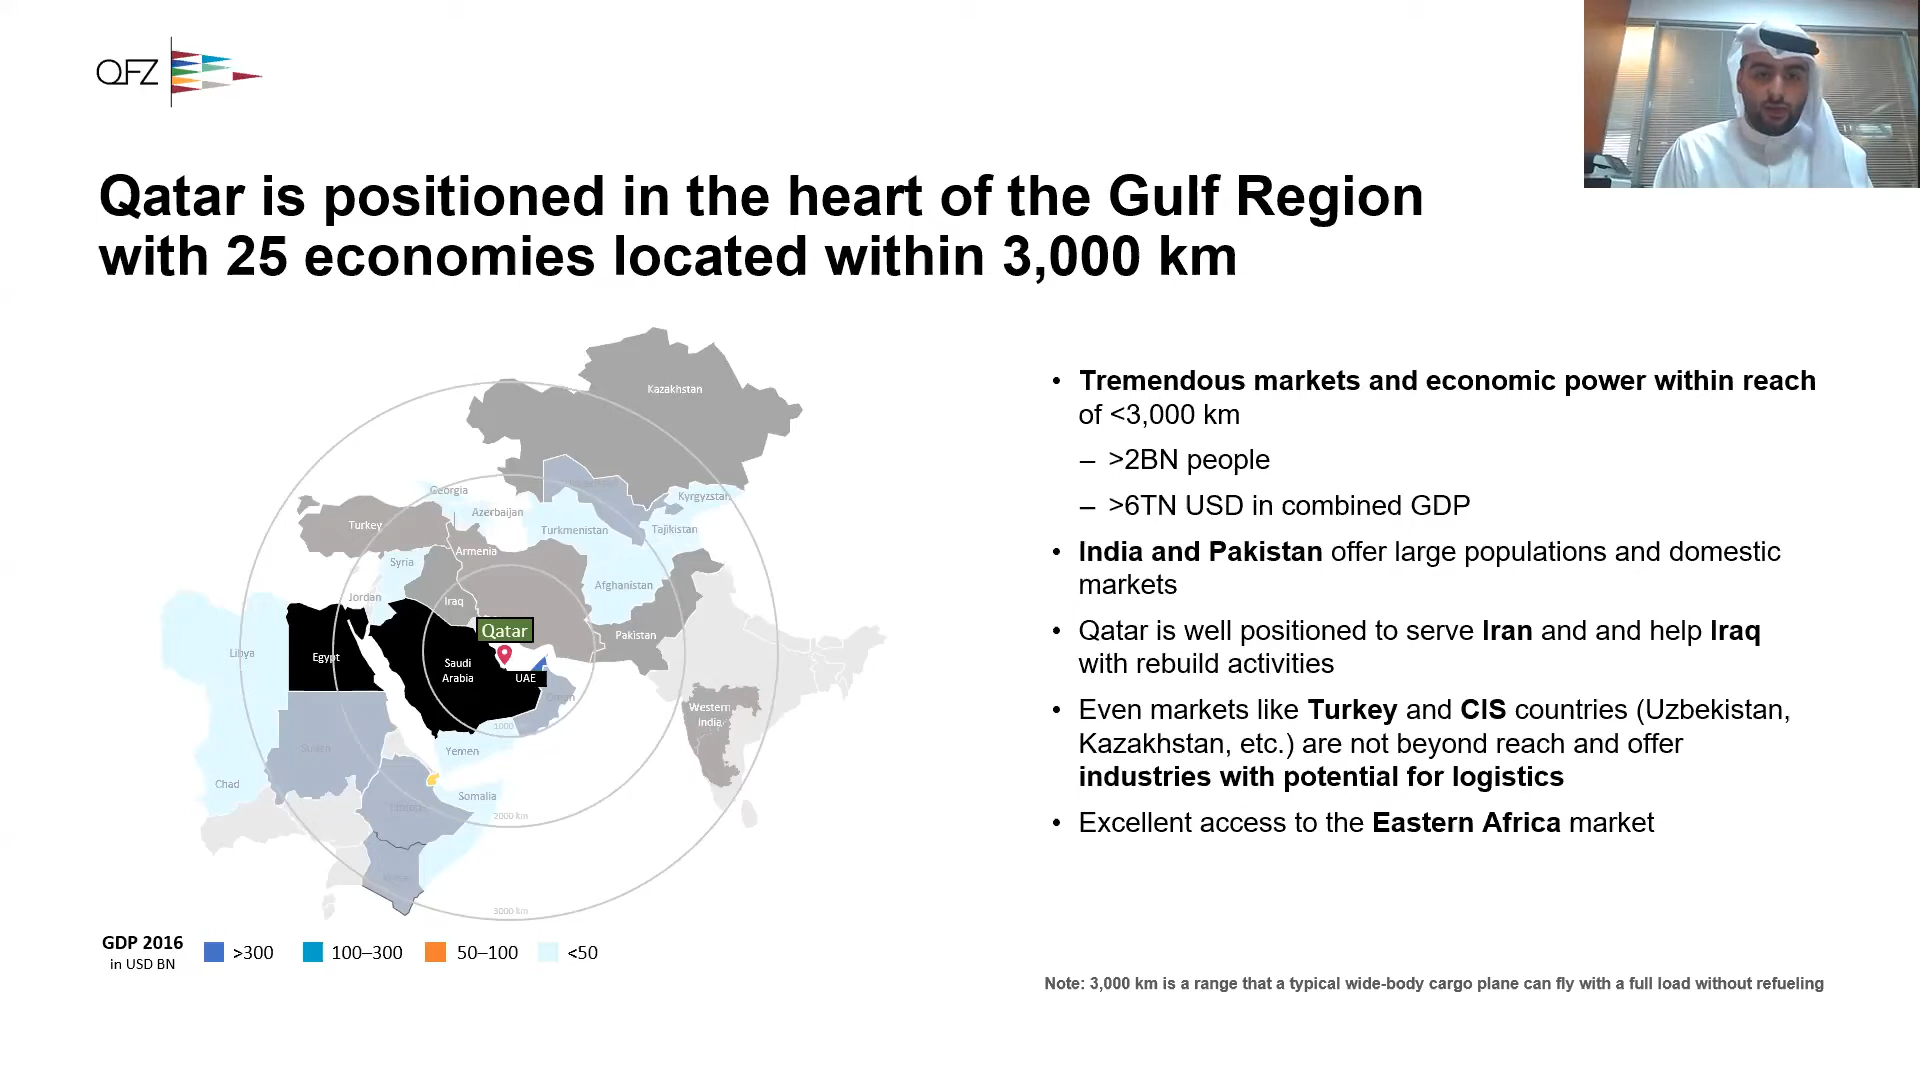 QFZ
Qatar is positioned in the heart of the Gulf Region
with 25 economies located within 3,000 km
Kazakhstan
Georgia
Kyrgyzstan
Azerbaijan
Turkey
Turkmenistan
Tajikistan
Armenia
Syria
Afghanistan
Jordan
Iraq
Qatar
Pakistan
Libya
Egypt
Saudi
Arabia
UAE
Oman
Western
India
1000
Sudan
Yemen
Chad
Somalia
2000 km
3000 km
GDP 2016
in USD BN
>300
100–300
50–100
<50
• Tremendous markets and economic power within reach
of <3,000 km
– >2BN people
– >6TN USD in combined GDP
• India and Pakistan offer large populations and domestic
markets
• Qatar is well positioned to serve Iran and and help Iraq
with rebuild activities
• Even markets like Turkey and CIS countries (Uzbekistan,
Kazakhstan, etc.) are not beyond reach and offer
industries with potential for logistics
• Excellent access to the Eastern Africa market
Note: 3,000 km is a range that a typical wide-body cargo plane can fly with a full load without refueling